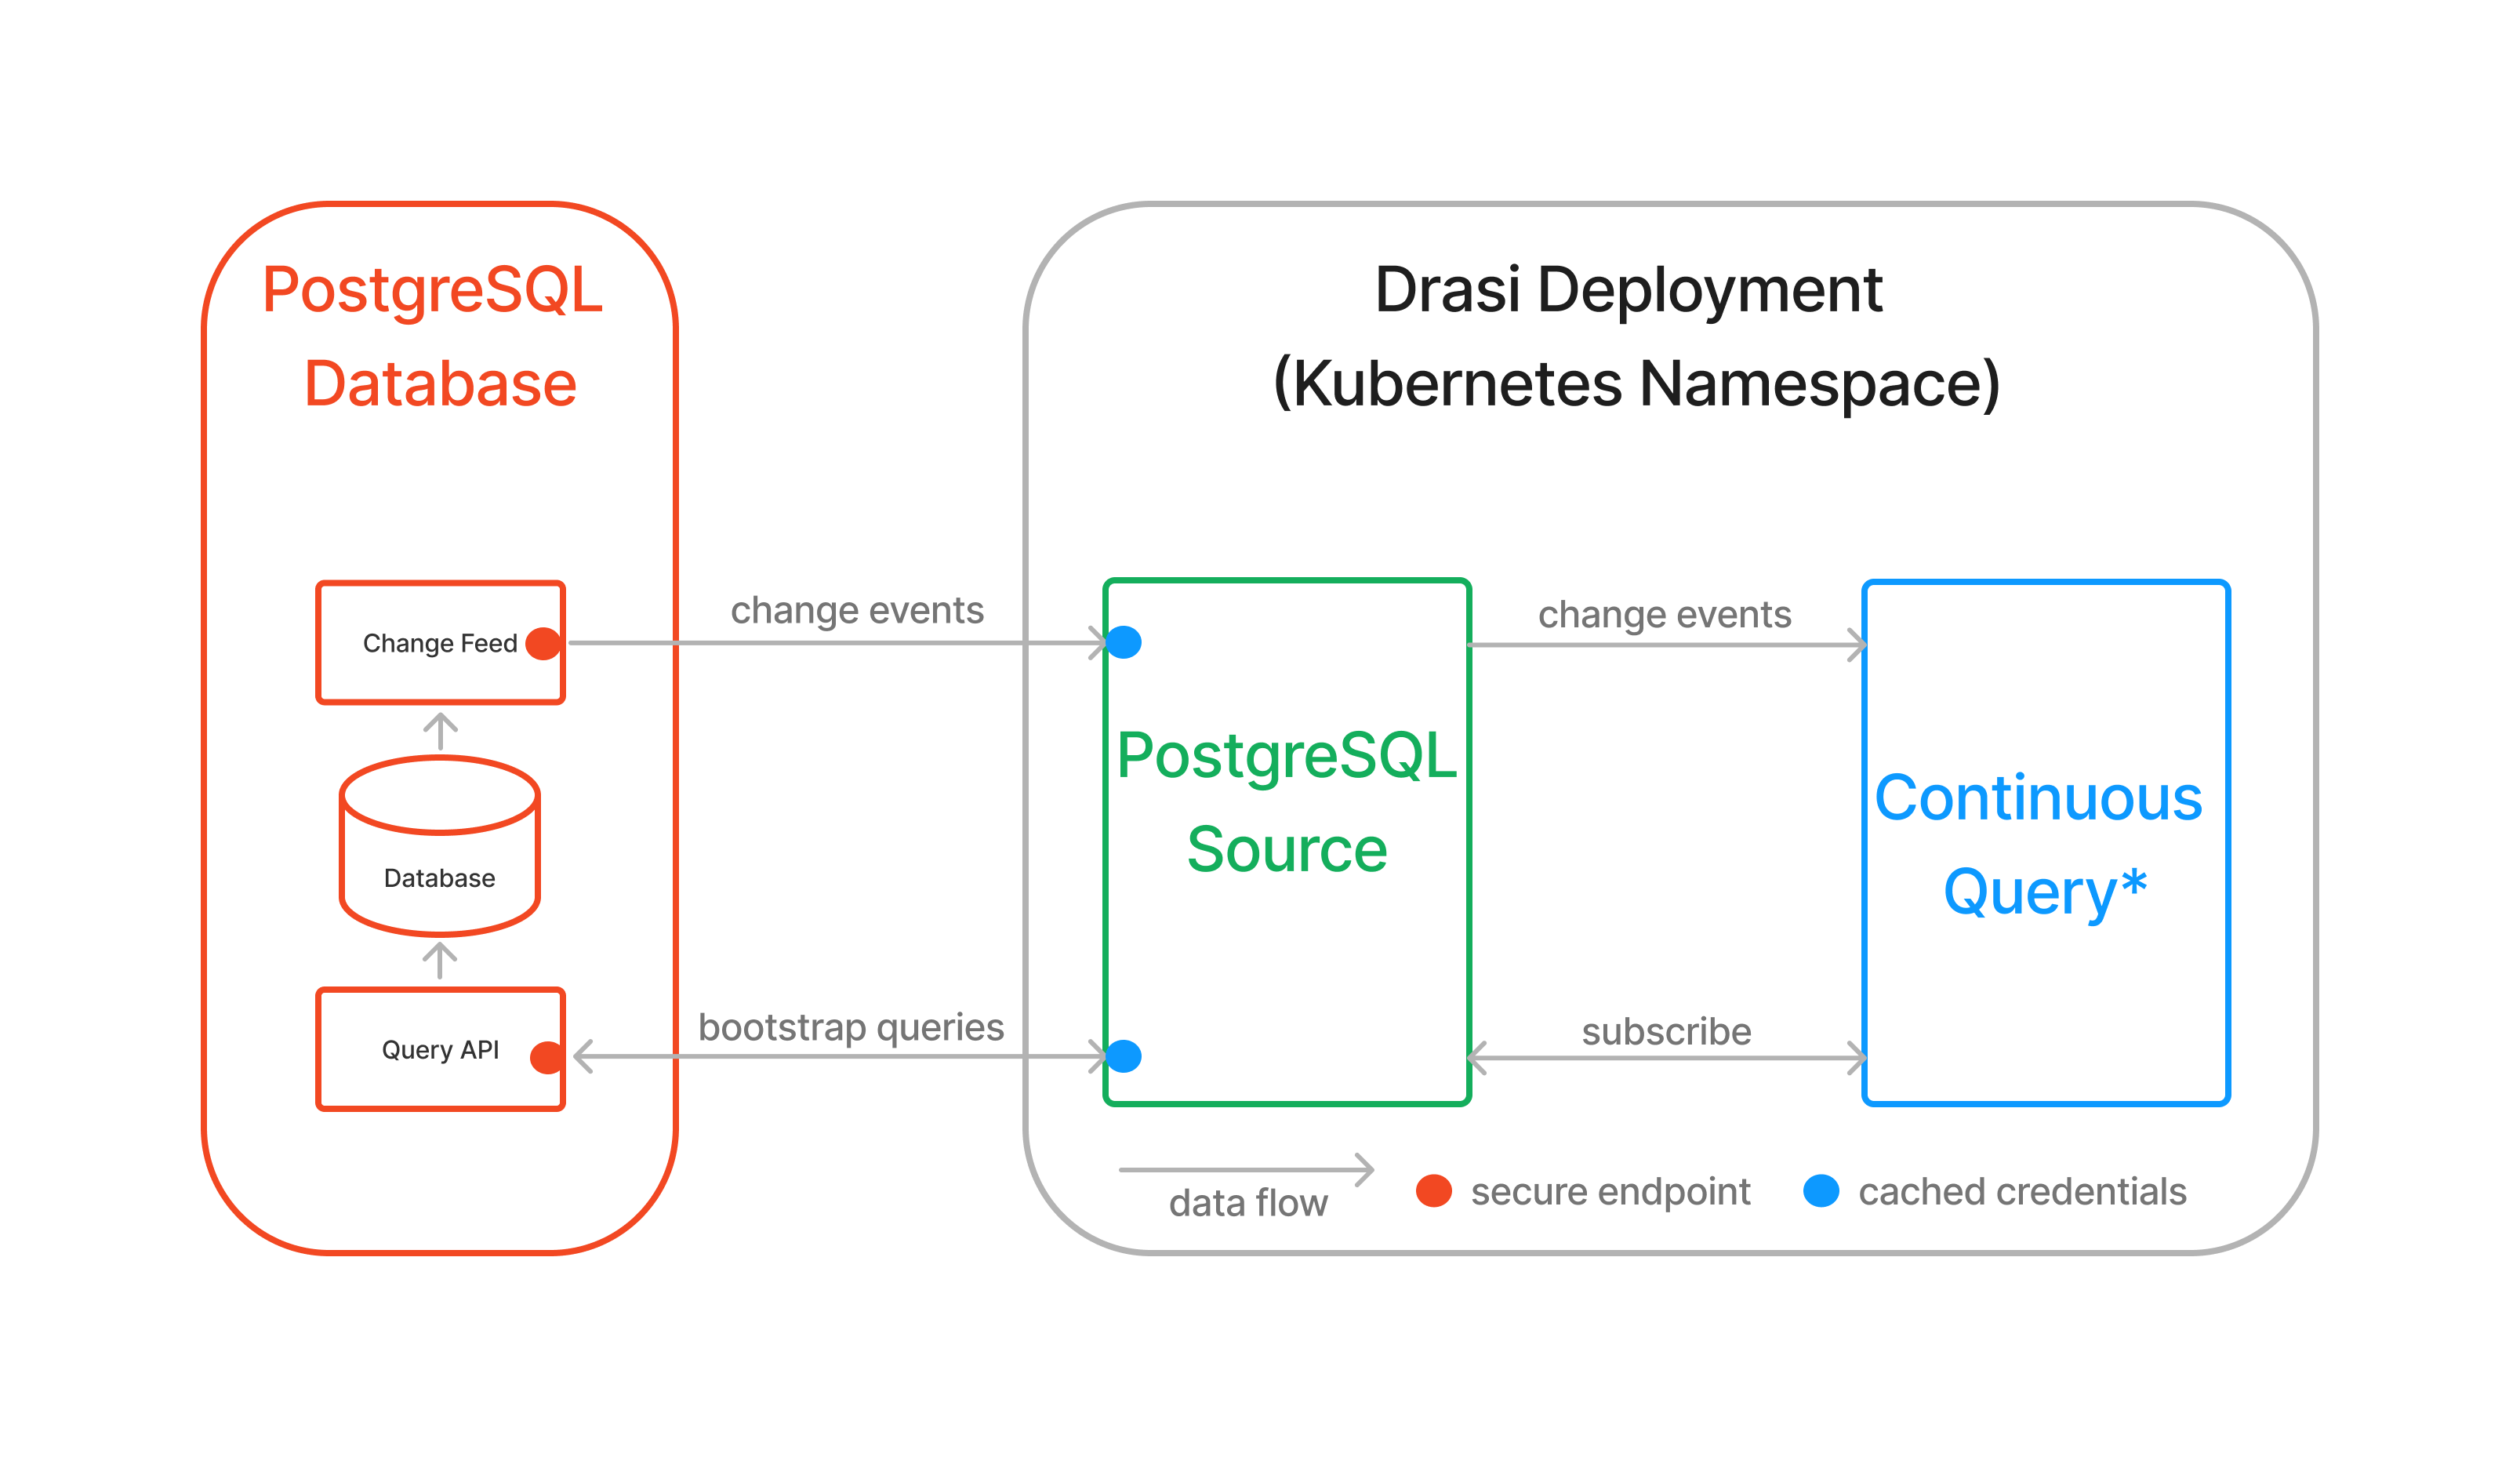 PostgreSQL
Database
Drasi Deployment
(Kubernetes Namespace)
Change Feed
change events
change events
PostgreSQL
Source
Continuous
Query*
Database
Query API
bootstrap queries
subscribe
data flow
secure endpoint
cached credentials